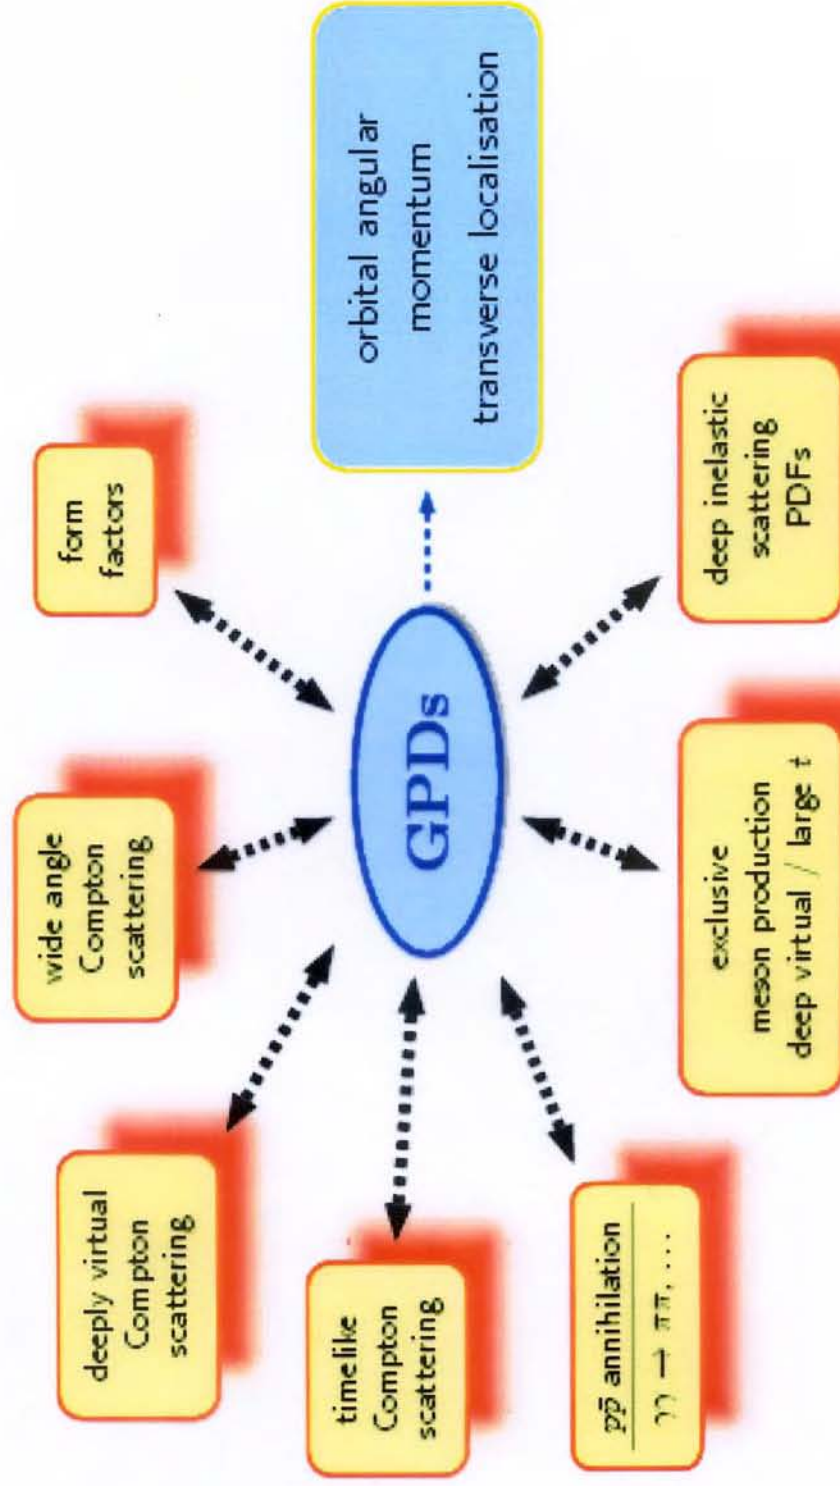 deeply virtual
Compton
scattering
wide angle
Compton
scattering
form
factors
timelike
Compton
scattering
GPDs
orbital angular
momentum
transverse localisation
pp̄ annihilation
γγ → ππ, ...
exclusive
meson production
deep virtual / large t
deep inelastic
scattering
PDFs